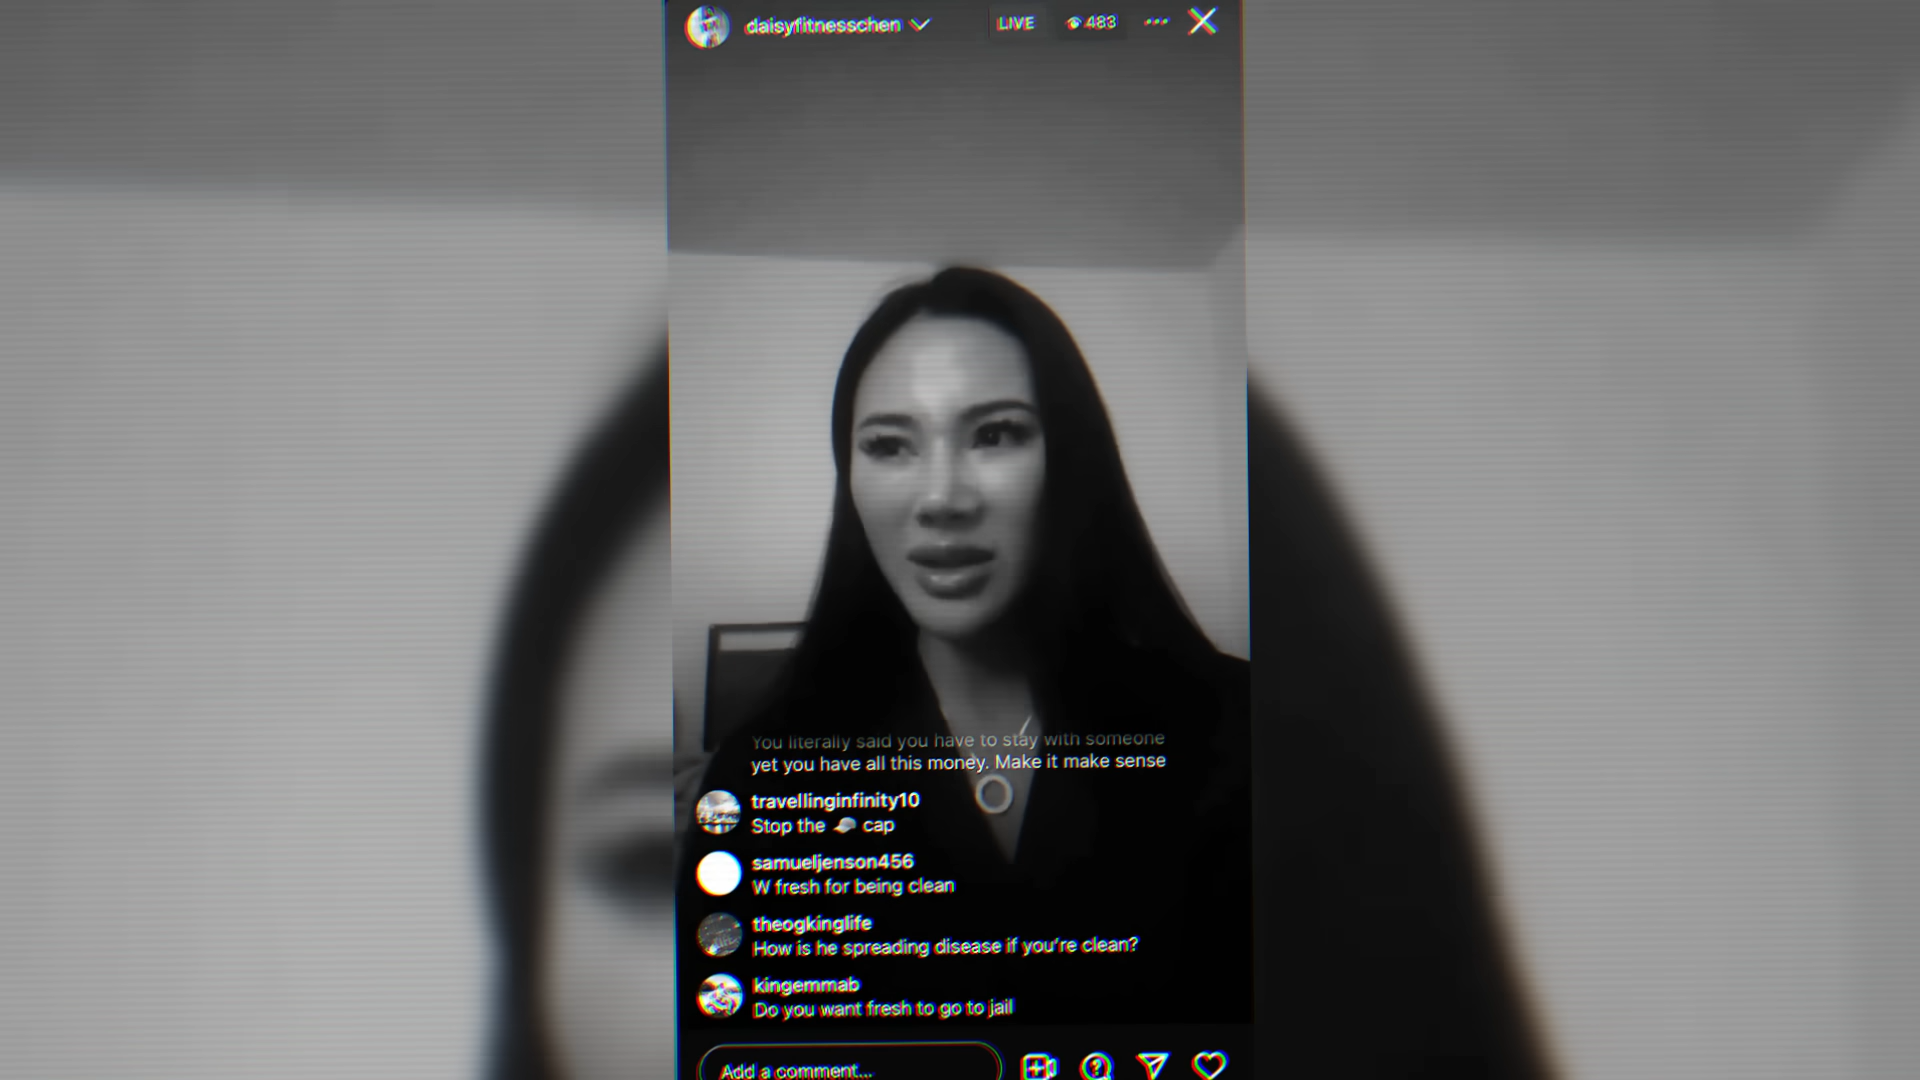 daisyfitnesschen
LIVE
483
You literally said you have to stay with someone
yet you have all this money. Make it make sense
travellinginfinity10
Stop the 🧢 cap
samueljenson456
W fresh for being clean
theogkinglife
How is he spreading disease if you're clean?
kingemmab
Do you want fresh to go to jail
Add a comment...